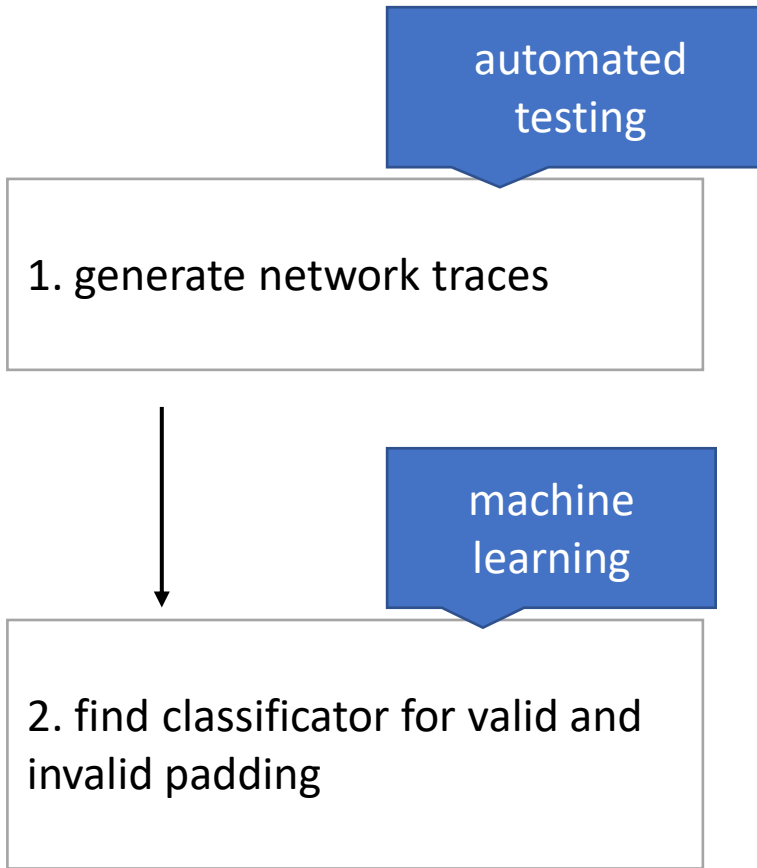 automated
testing
1. generate network traces
machine
learning
2. find classificator for valid and
invalid padding